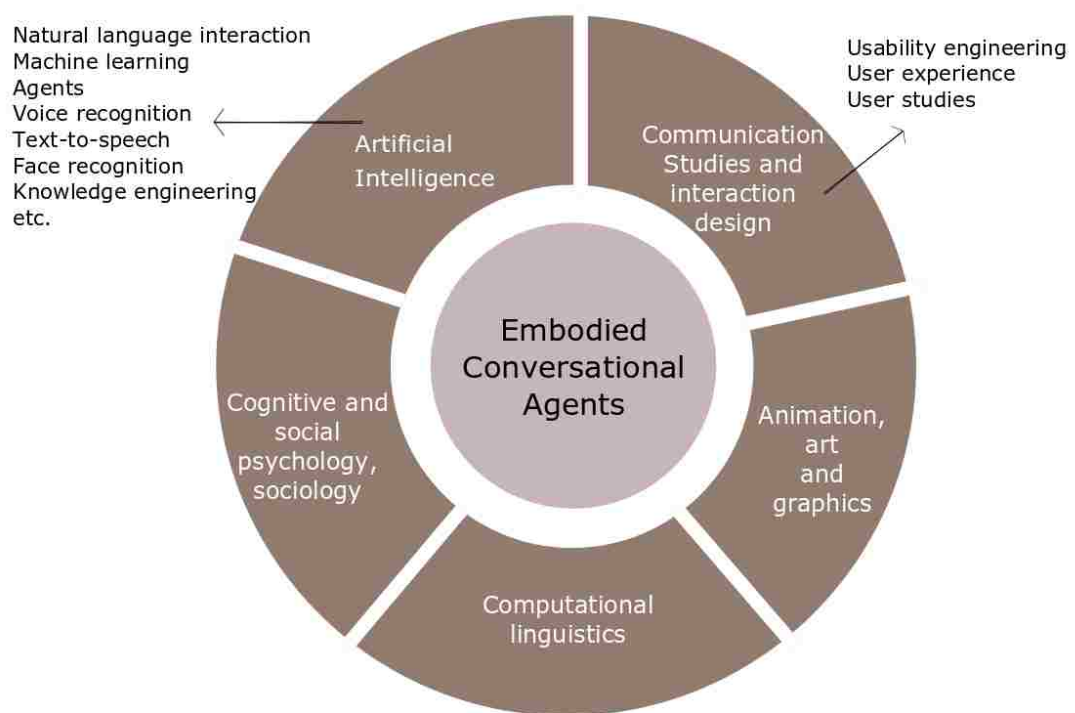 Natural language interaction
Machine learning
Agents
Voice recognition
Text-to-speech
Face recognition
Knowledge engineering
etc.
Artificial
Intelligence
Usability engineering
User experience
User studies
Communication
Studies and
interaction
design
Embodied
Conversational
Agents
Cognitive and
social
psychology,
sociology
Animation,
art
and
graphics
Computational
linguistics